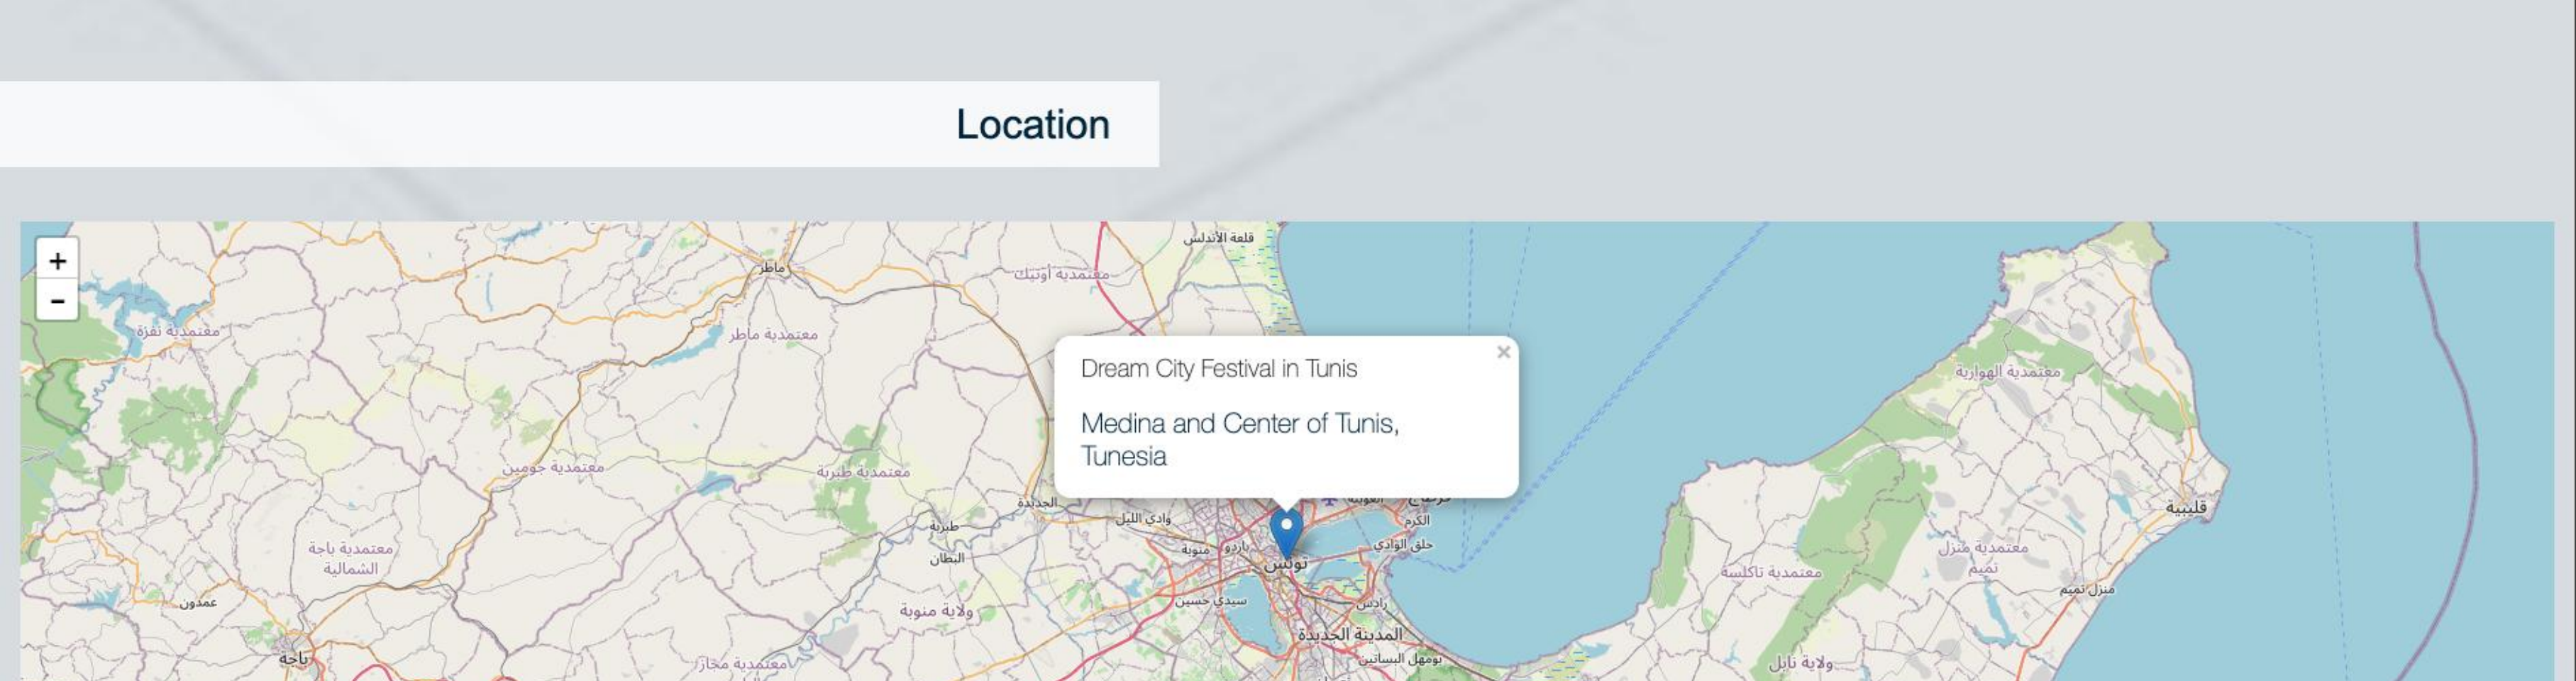 Location
+
−
قلعة الأندلس
ماطر
معتمدية أوتيك
معتمدية نفزة
معتمدية ماطر
Dream City Festival in Tunis
×
Medina and Center of Tunis,
Tunesia
معتمدية الهوارية
معتمدية جومين
معتمدية طبربة
الجديدة
قليبية
وادي الليل
الكرم
طبربة
حلق الوادي
معتمدية باجة
الشمالية
البطان
منوبة
باردو
معتمدية منزل
تميم
تونس
معتمدية تاكلسة
منزل تميم
عمدون
سيدي حسين
رادس
ولاية منوبة
المدينة الجديدة
باجة
بومهل البساتين
معتمدية مجاز
ولاية نابل